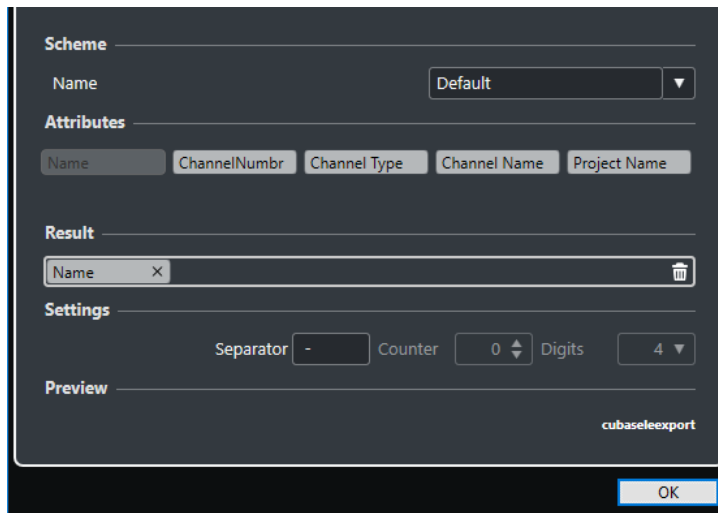 Scheme
Name Default
Attributes
Name ChannelNumbr Channel Type Channel Name Project Name
Result
Name
Settings
Separator - Counter 0 Digits 4
Preview
cubaseleexport
OK